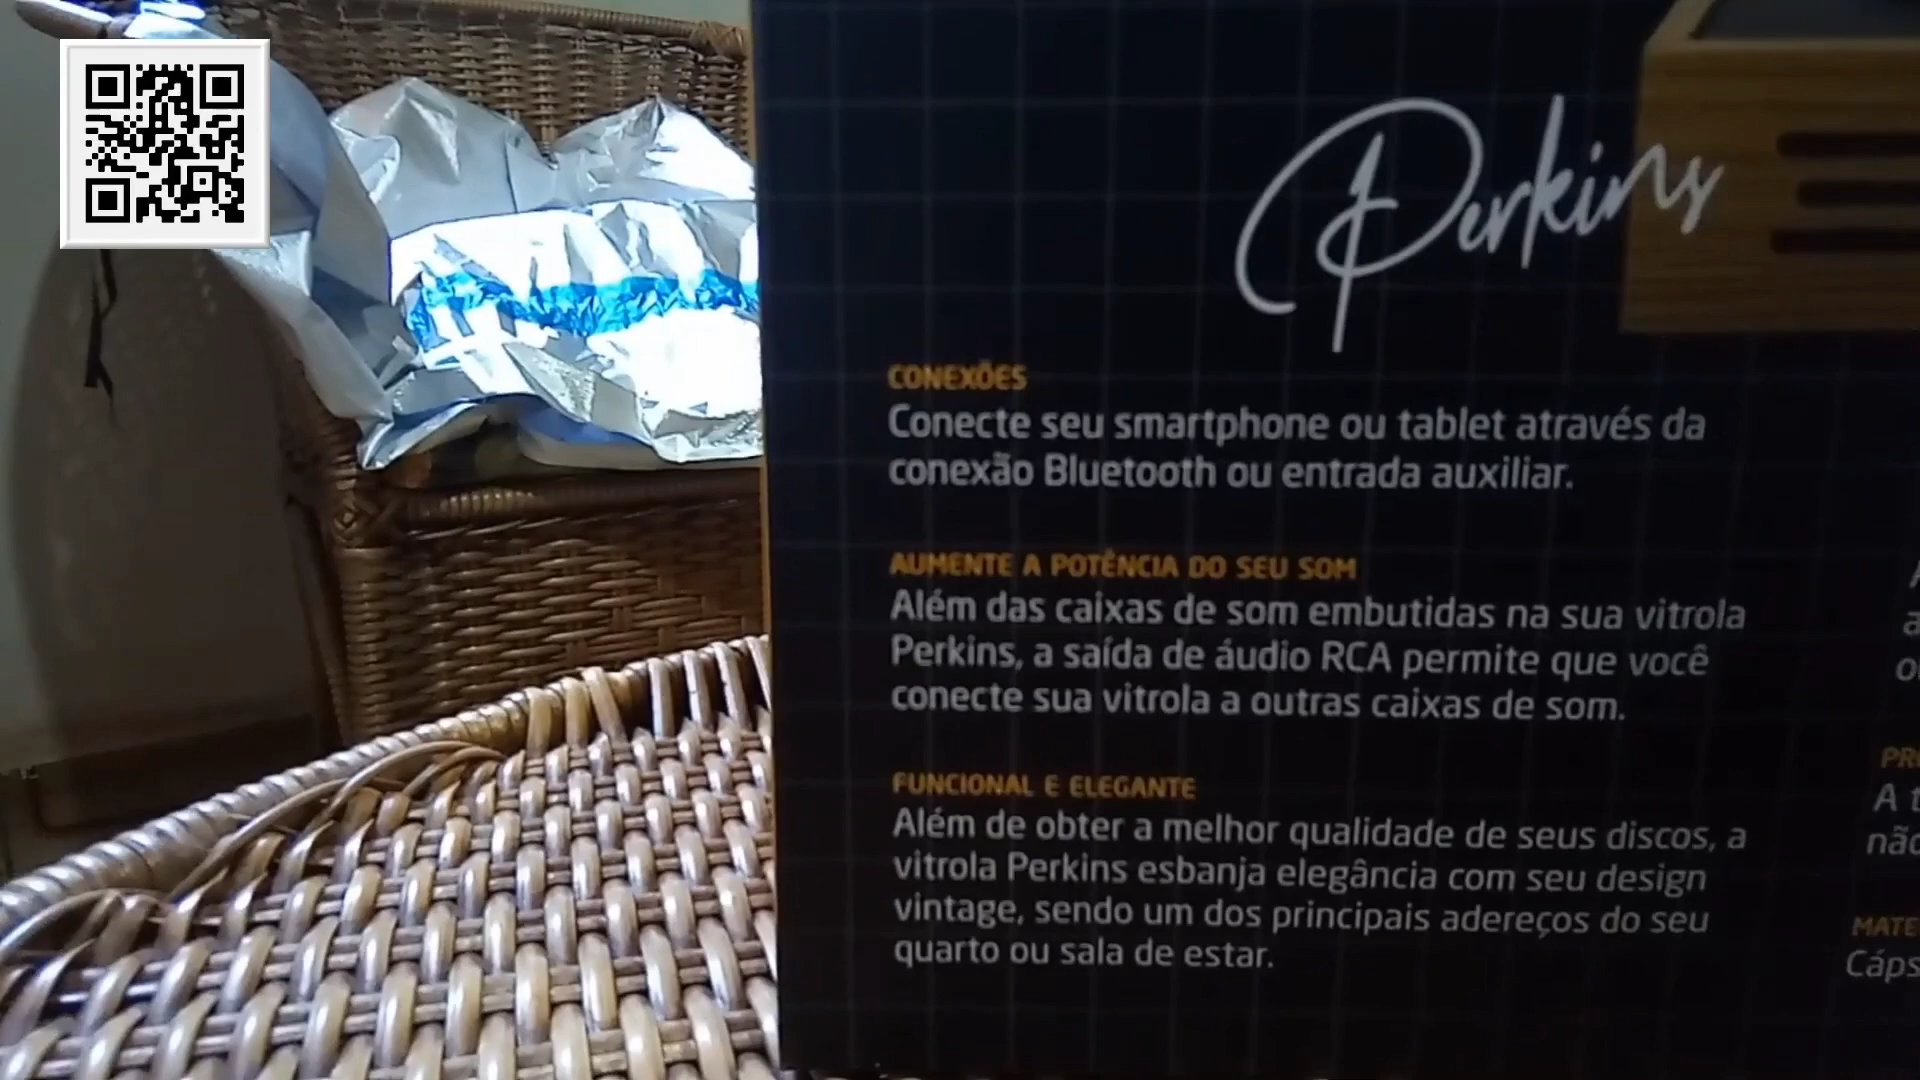 Perkins
CONEXÕES
Conecte seu smartphone ou tablet através da
conexão Bluetooth ou entrada auxiliar.
AUMENTE A POTÊNCIA DO SEU SOM
Além das caixas de som embutidas na sua vitrola
Perkins, a saída de áudio RCA permite que você
conecte sua vitrola a outras caixas de som.
FUNCIONAL E ELEGANTE
Além de obter a melhor qualidade de seus discos, a
vitrola Perkins esbanja elegância com seu design
vintage, sendo um dos principais adereços do seu
quarto ou sala de estar.
A